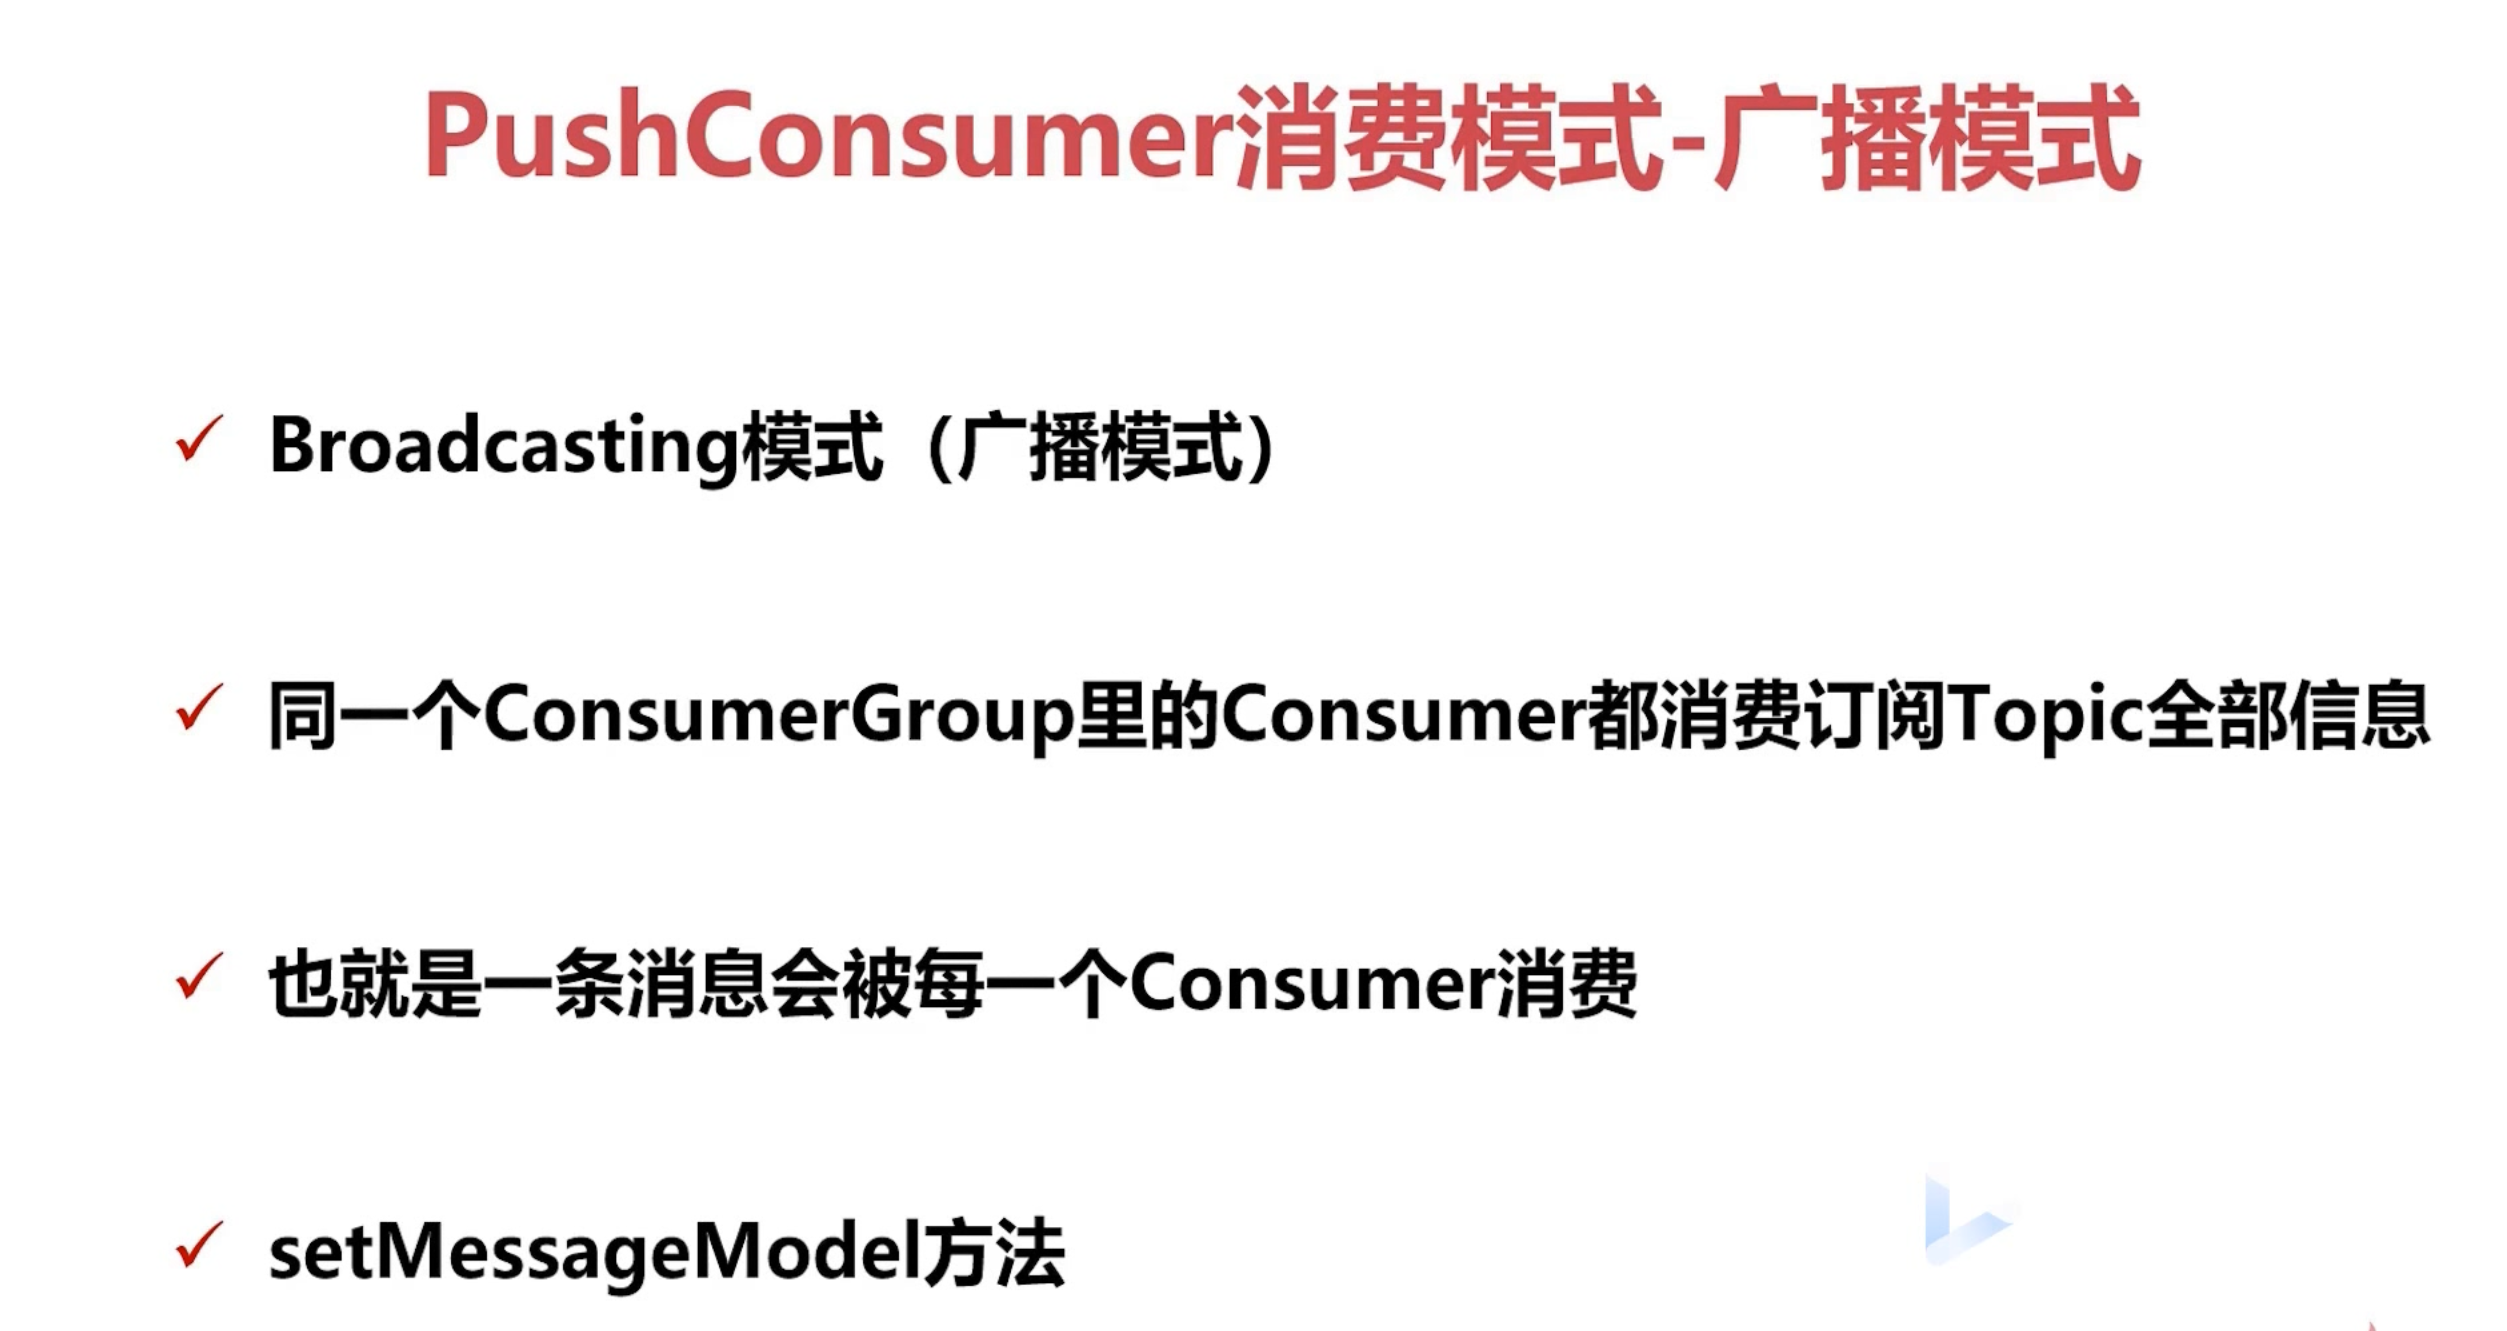 PushConsumer消费模式-广播模式
Broadcasting模式（广播模式）
同一个ConsumerGroup里的Consumer都消费订阅Topic全部信息
也就是一条消息会被每一个Consumer消费
setMessageModel方法